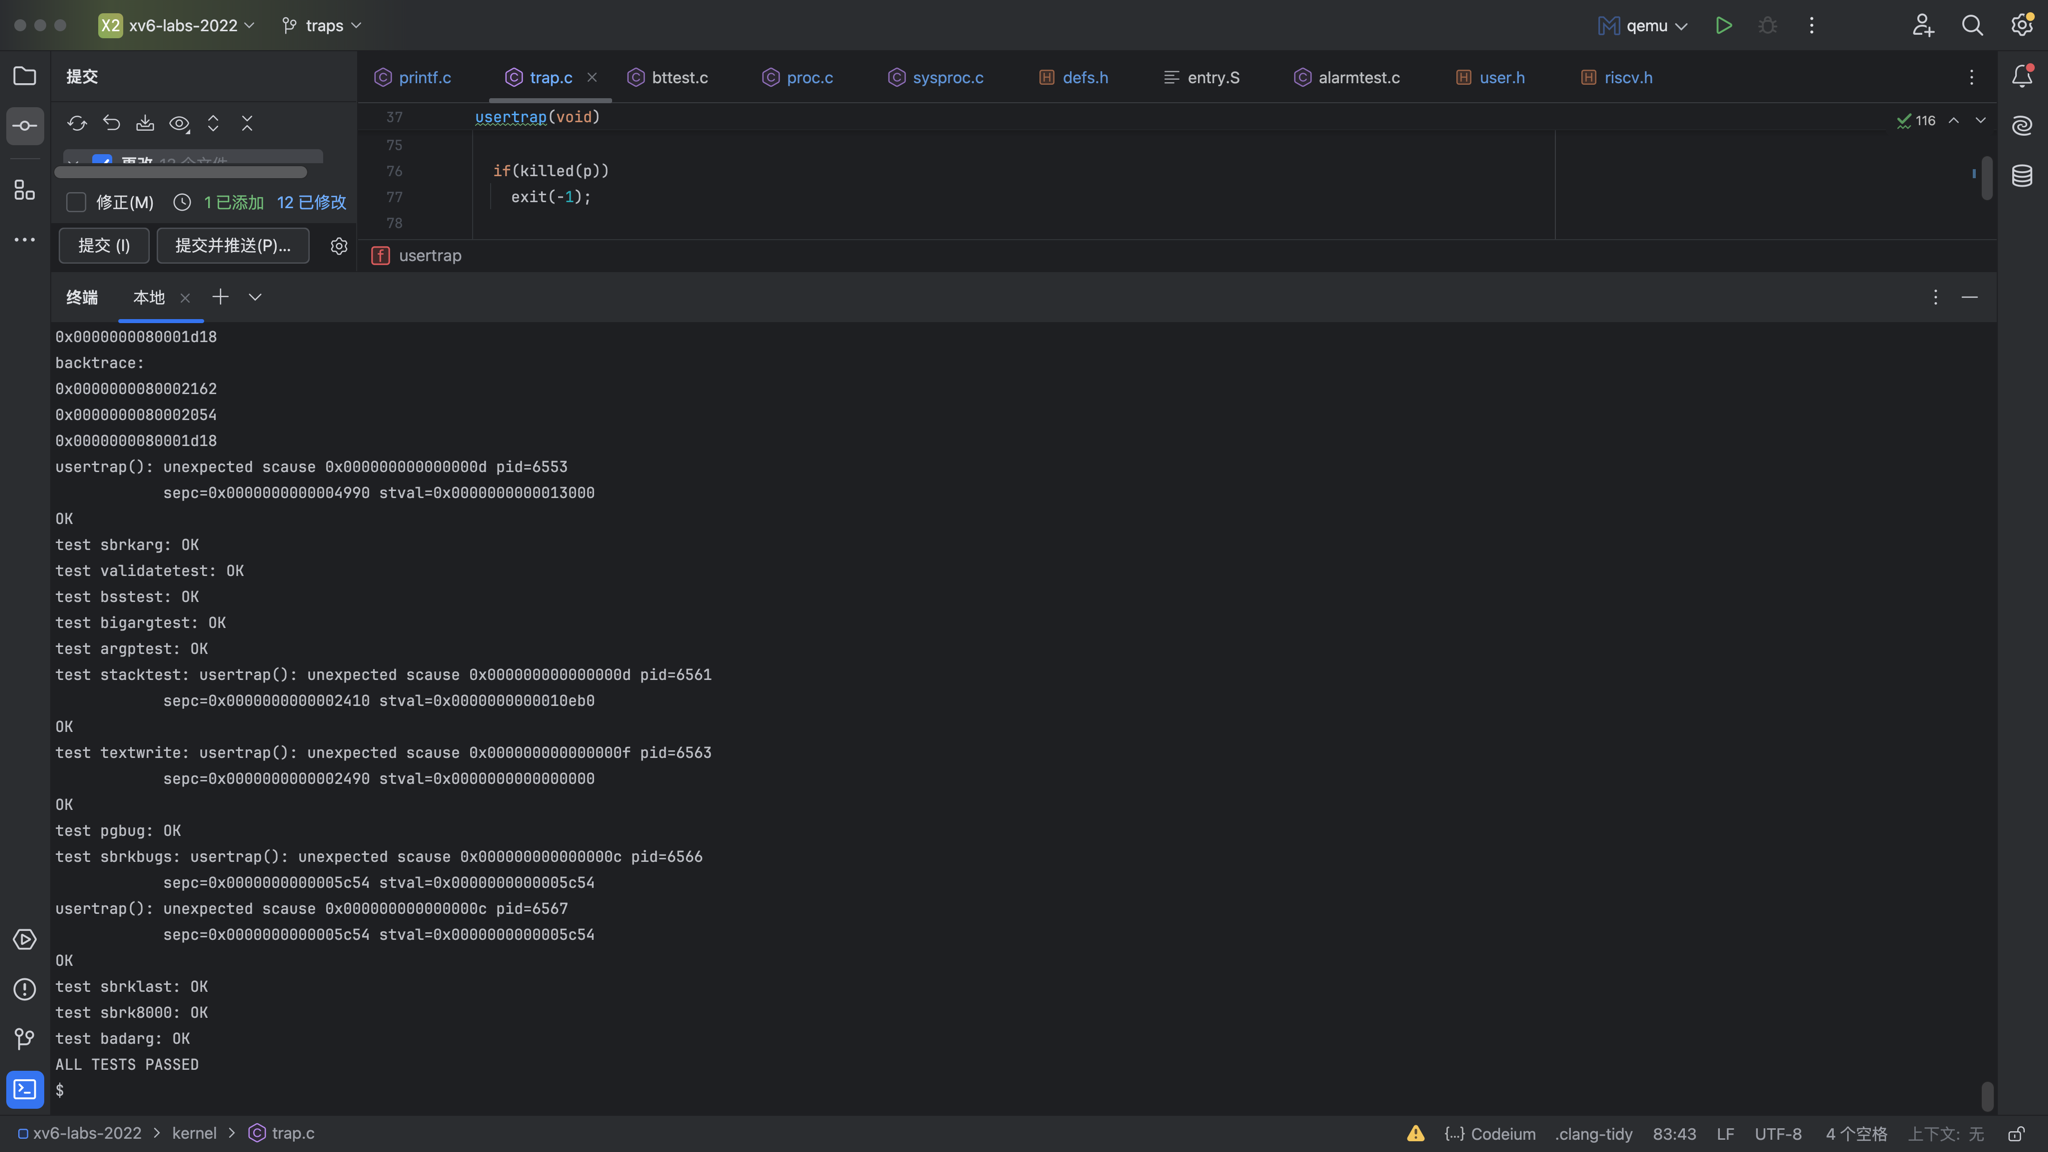 X2 xv6-labs-2022 traps qemu
提交
printf.c trap.c bttest.c proc.c sysproc.c defs.h entry.S alarmtest.c user.h riscv.h
37 usertrap(void) 116
75
76 if(killed(p))
77 exit(-1);
78
更改 13 个文件
修正(M) 1 已添加 12 已修改
提交 (I) 提交并推送(P)...
usertrap
终端 本地
0x0000000080001d18
backtrace:
0x0000000080002162
0x0000000080002054
0x0000000080001d18
usertrap(): unexpected scause 0x000000000000000d pid=6553
sepc=0x0000000000004990 stval=0x0000000000013000
OK
test sbrkarg: OK
test validatetest: OK
test bsstest: OK
test bigargtest: OK
test argptest: OK
test stacktest: usertrap(): unexpected scause 0x000000000000000d pid=6561
sepc=0x0000000000002410 stval=0x0000000000010eb0
OK
test textwrite: usertrap(): unexpected scause 0x000000000000000f pid=6563
sepc=0x0000000000002490 stval=0x0000000000000000
OK
test pgbug: OK
test sbrkbugs: usertrap(): unexpected scause 0x000000000000000c pid=6566
sepc=0x0000000000005c54 stval=0x0000000000005c54
usertrap(): unexpected scause 0x000000000000000c pid=6567
sepc=0x0000000000005c54 stval=0x0000000000005c54
OK
test sbrklast: OK
test sbrk8000: OK
test badarg: OK
ALL TESTS PASSED
$
xv6-labs-2022 > kernel > trap.c {...} Codeium .clang-tidy 83:43 LF UTF-8 4 个空格 上下文: 无